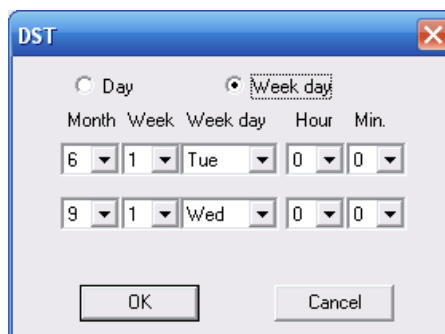 DST
Day Week day
Month Week Week day Hour Min.
6 1 Tue 0 0
9 1 Wed 0 0
OK Cancel